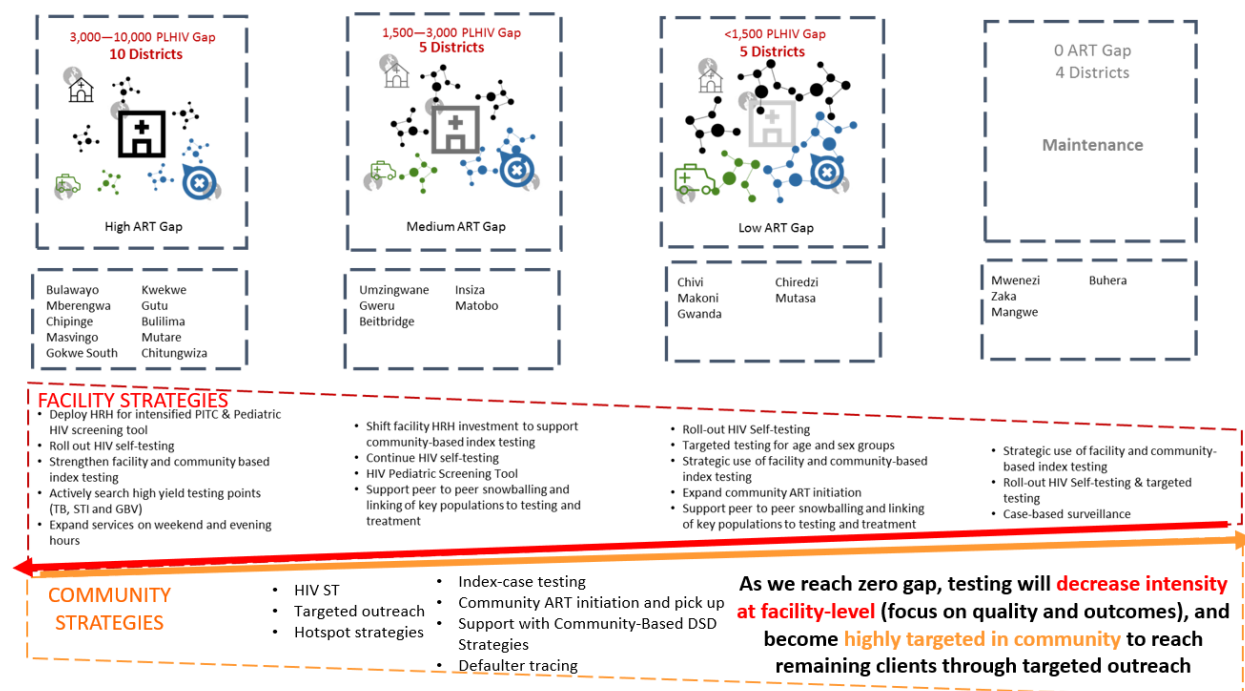 3,000—10,000 PLHIV Gap
10 Districts
High ART Gap
1,500—3,000 PLHIV Gap
5 Districts
Medium ART Gap
<1,500 PLHIV Gap
5 Districts
Low ART Gap
0 ART Gap
4 Districts
Maintenance
Bulawayo Kwekwe
Mberengwa Gutu
Chipinge Bulilima
Masvingo Mutare
Gokwe South Chitungwiza
Umzingwane Insiza
Gweru Matobo
Beitbridge
Chivi Chiredzi
Makoni Mutasa
Gwanda
Mwenezi Buhera
Zaka
Mangwe
FACILITY STRATEGIES
• Deploy HRH for intensified PITC & Pediatric
HIV screening tool
• Roll out HIV self-testing
• Strengthen facility and community based
index testing
• Actively search high yield testing points
(TB, STI and GBV)
• Expand services on weekend and evening
hours
• Shift facility HRH investment to support
community-based index testing
• Continue HIV self-testing
• HIV Pediatric Screening Tool
• Support peer to peer snowballing and
linking of key populations to testing and
treatment
• Roll-out HIV Self-testing
• Targeted testing for age and sex groups
• Strategic use of facility and community-based
index testing
• Expand community ART initiation
• Support peer to peer snowballing and linking
of key populations to testing and treatment
• Strategic use of facility and community-
based index testing
• Roll-out HIV Self-testing & targeted
testing
• Case-based surveillance
COMMUNITY
STRATEGIES
• HIV ST
• Targeted outreach
• Hotspot strategies
• Index-case testing
• Community ART initiation and pick up
• Support with Community-Based DSD
Strategies
• Defaulter tracing
As we reach zero gap, testing will decrease intensity
at facility-level (focus on quality and outcomes), and
become highly targeted in community to reach
remaining clients through targeted outreach